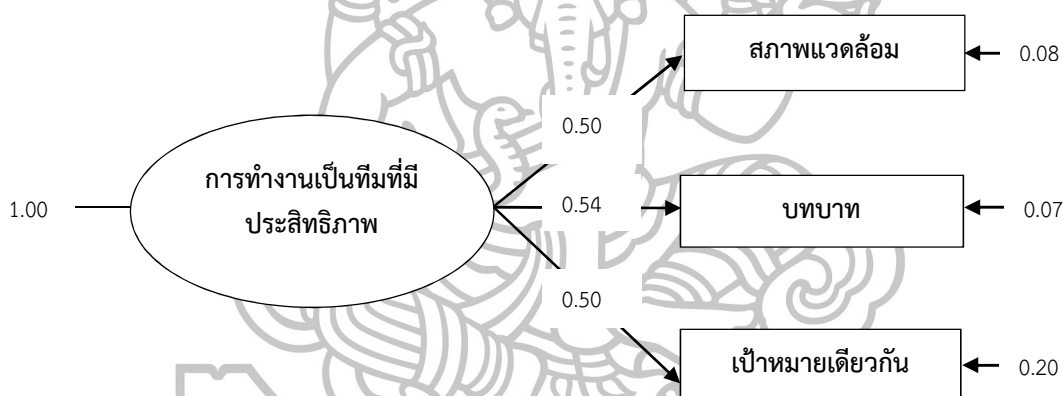 สภาพแวดล้อม
0.08
0.50
การทำงานเป็นทีมที่มี
ประสิทธิภาพ
1.00
0.54
บทบาท
0.07
0.50
เป้าหมายเดียวกัน
0.20